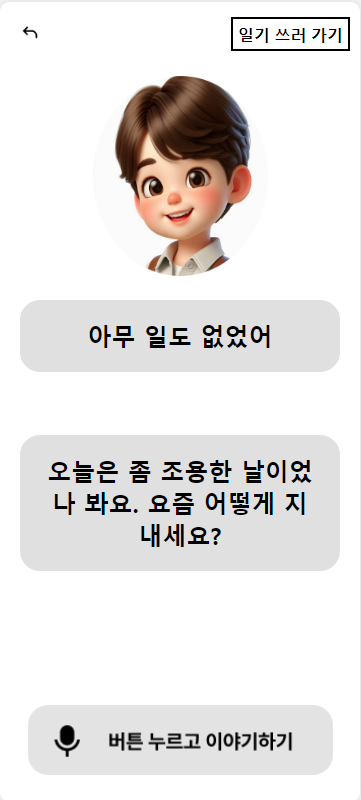 일기 쓰러 가기
아무 일도 없었어
오늘은 좀 조용한 날이었
나 봐요. 요즘 어떻게 지
내세요?
버튼 누르고 이야기하기